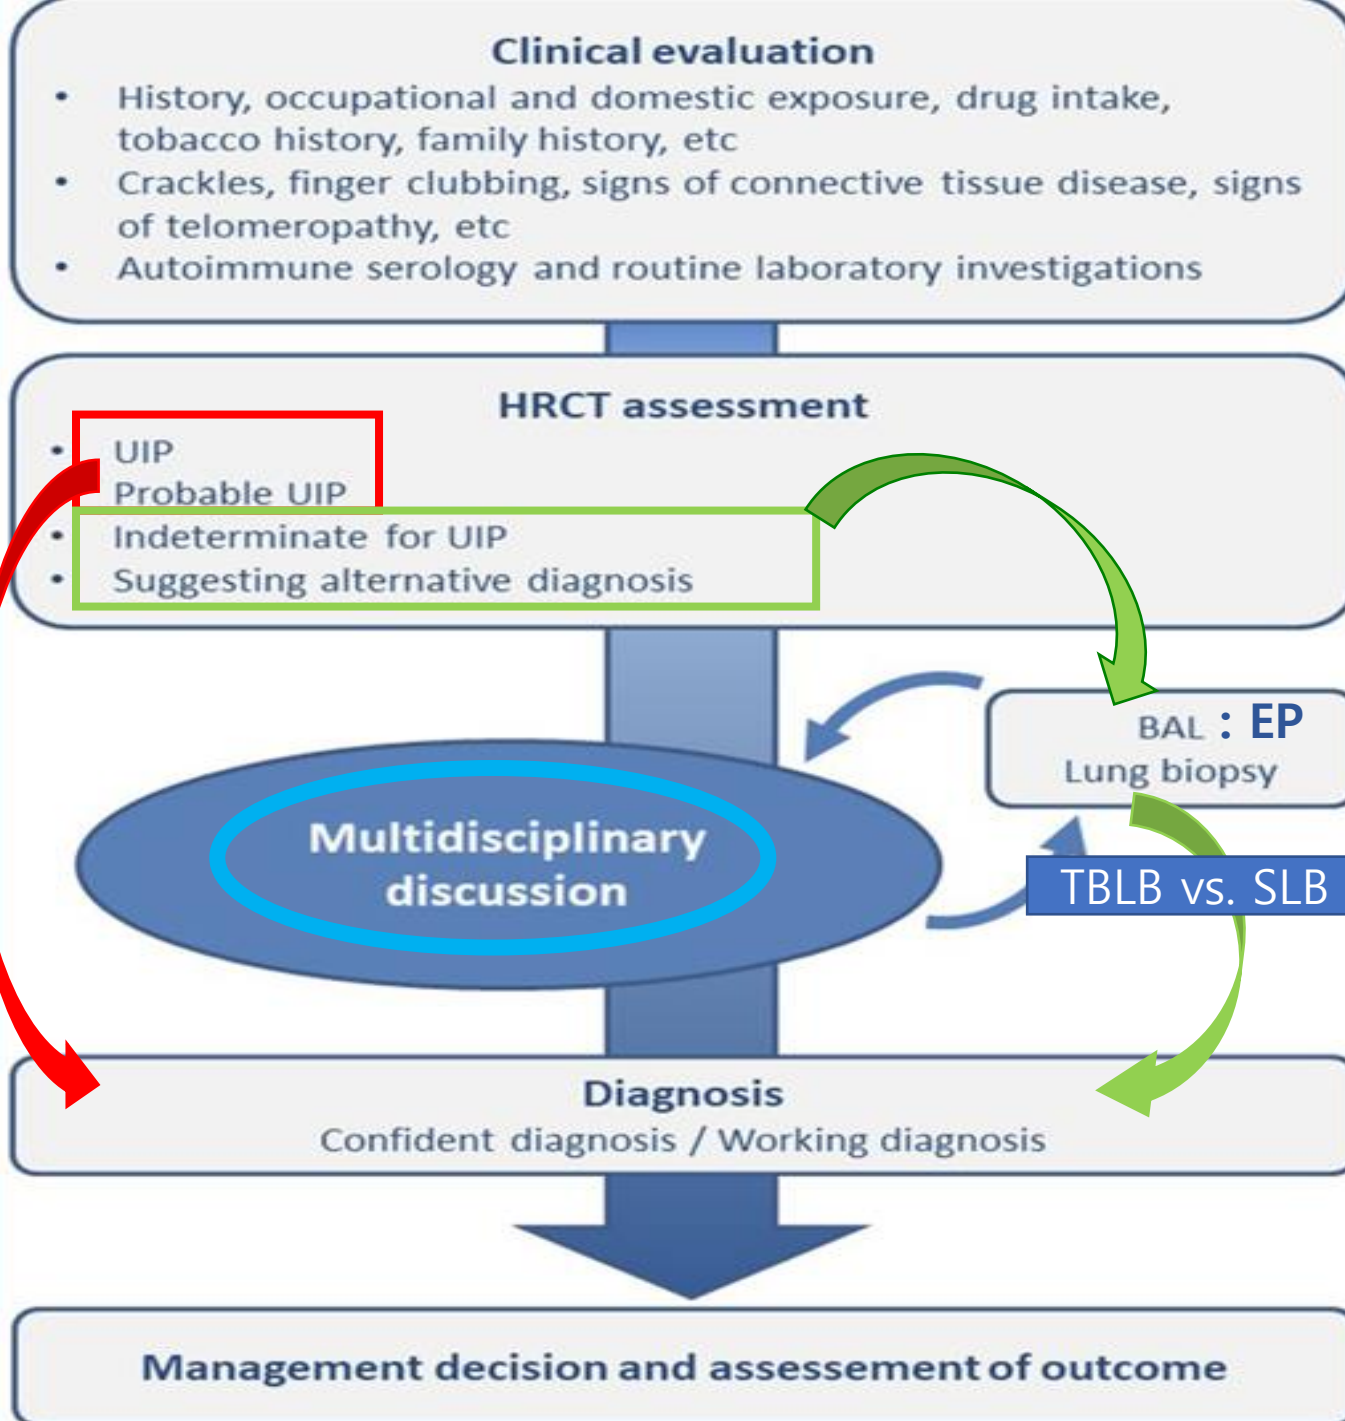 Clinical evaluation
• History, occupational and domestic exposure, drug intake,
tobacco history, family history, etc
• Crackles, finger clubbing, signs of connective tissue disease, signs
of telomeropathy, etc
• Autoimmune serology and routine laboratory investigations
HRCT assessment
• UIP
Probable UIP
• Indeterminate for UIP
• Suggesting alternative diagnosis
BAL : EP
Lung biopsy
Multidisciplinary
discussion
TBLB vs. SLB
Diagnosis
Confident diagnosis / Working diagnosis
Management decision and assessement of outcome